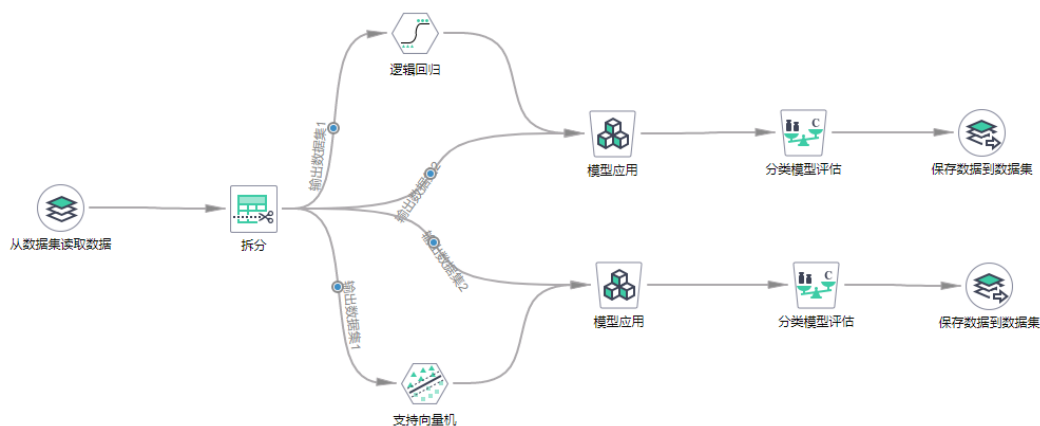 逻辑回归
输出数据集1
输出数据集2
模型应用
分类模型评估
C
保存数据到数据集
从数据集读取数据
拆分
输出数据集2
输出数据集1
模型应用
分类模型评估
C
保存数据到数据集
支持向量机